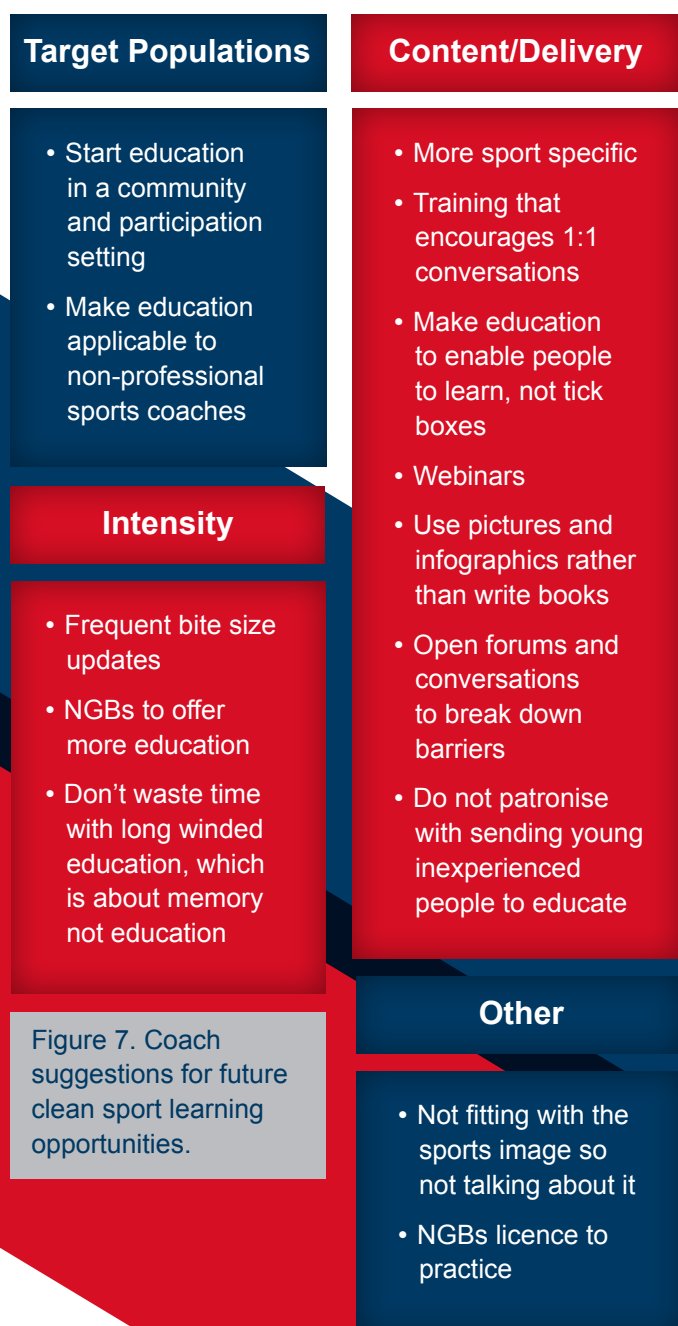 Target Populations
• Start education
in a community
and participation
setting
• Make education
applicable to
non-professional
sports coaches
Intensity
• Frequent bite size
updates
• NGBs to offer
more education
• Don’t waste time
with long winded
education, which
is about memory
not education
Figure 7. Coach
suggestions for future
clean sport learning
opportunities.
Content/Delivery
• More sport specific
• Training that
encourages 1:1
conversations
• Make education
to enable people
to learn, not tick
boxes
• Webinars
• Use pictures and
infographics rather
than write books
• Open forums and
conversations
to break down
barriers
• Do not patronise
with sending young
inexperienced
people to educate
Other
• Not fitting with the
sports image so
not talking about it
• NGBs licence to
practice